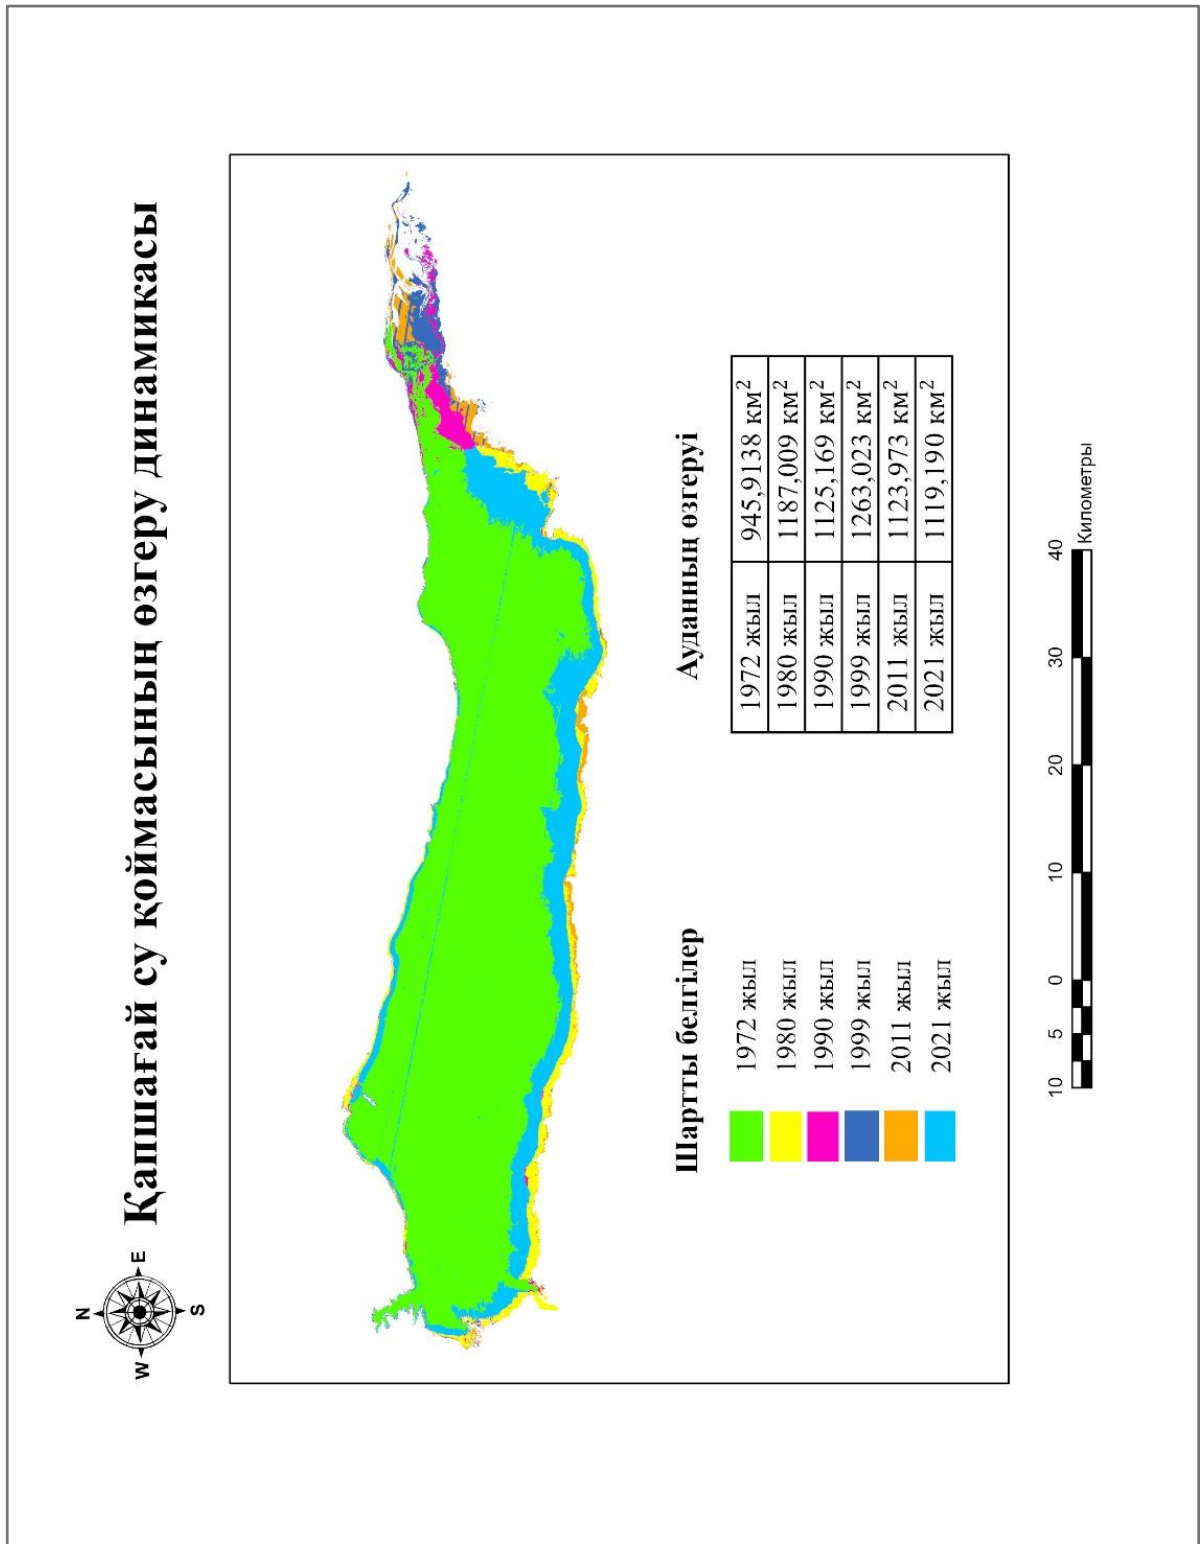 Қапшағай су қоймасының өзгеру динамикасы
N
W
E
S
Шартты белгілер
1972 жыл
1980 жыл
1990 жыл
1999 жыл
2011 жыл
2021 жыл
Ауданның өзгеруі
1972 жыл 945,9138 км²
1980 жыл 1187,009 км²
1990 жыл 1125,169 км²
1999 жыл 1263,023 км²
2011 жыл 1123,973 км²
2021 жыл 1119,190 км²
10 5 0 10 20 30 40
Километры